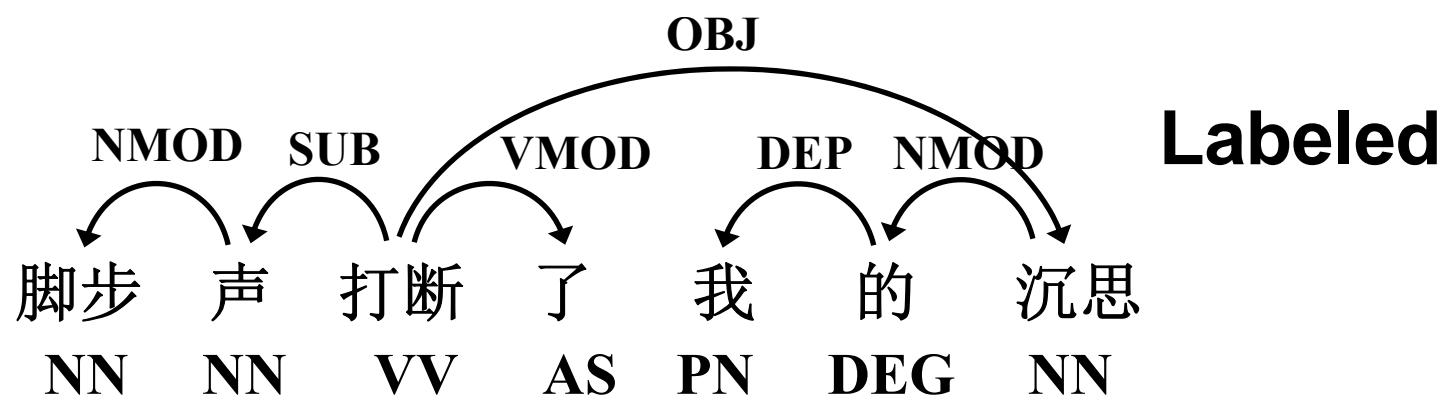 OBJ
NMOD SUB VMOD DEP NMOD Labeled
脚步 声 打断 了 我 的 沉思
NN NN VV AS PN DEG NN